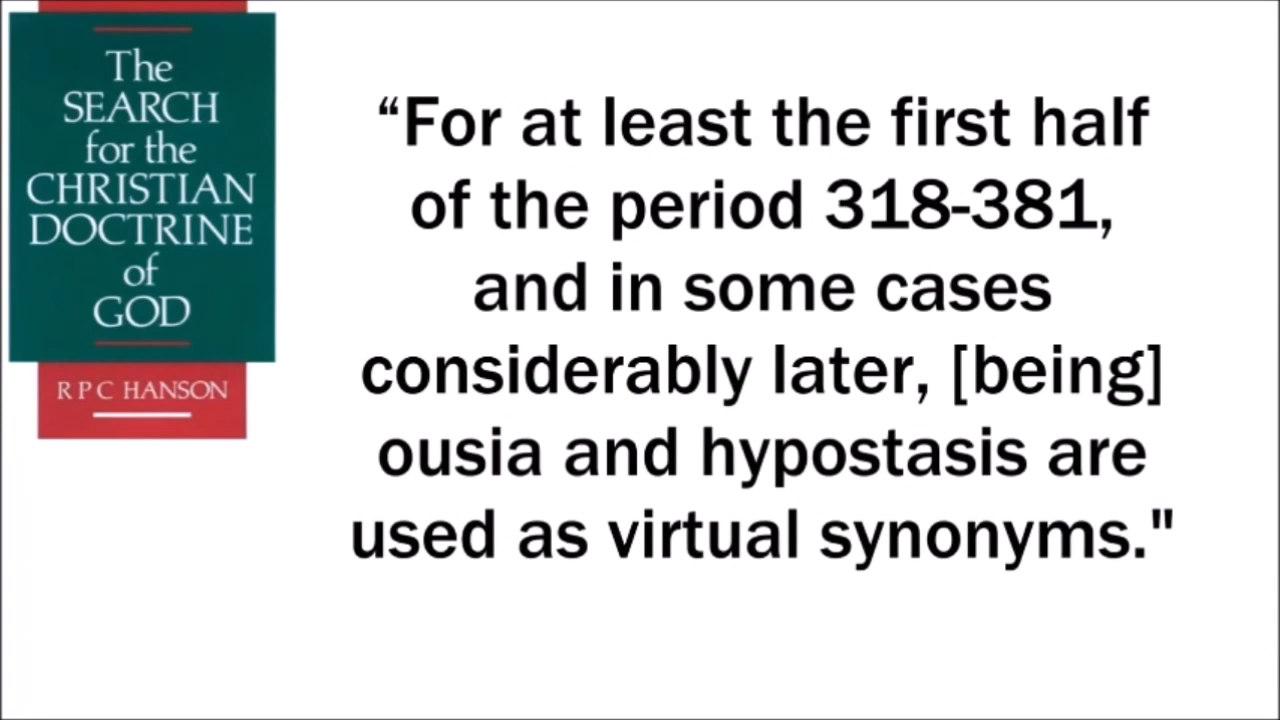 The
SEARCH
for the
CHRISTIAN
DOCTRINE
of
GOD
R P C HANSON
“For at least the first half
of the period 318-381,
and in some cases
considerably later, [being]
ousia and hypostasis are
used as virtual synonyms."